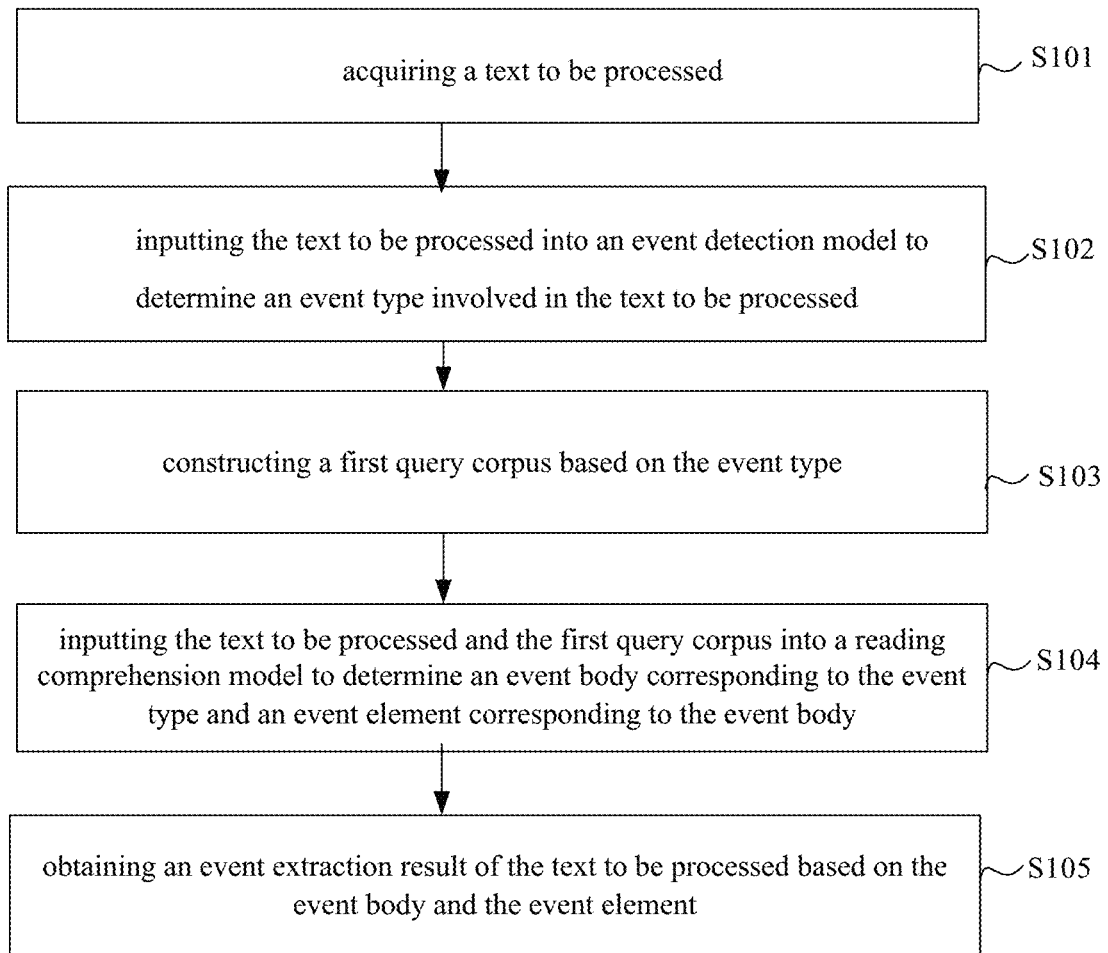 acquiring a text to be processed
S101
inputting the text to be processed into an event detection model to
determine an event type involved in the text to be processed
S102
constructing a first query corpus based on the event type
S103
inputting the text to be processed and the first query corpus into a reading
comprehension model to determine an event body corresponding to the event
type and an event element corresponding to the event body
S104
obtaining an event extraction result of the text to be processed based on the
event body and the event element
S105